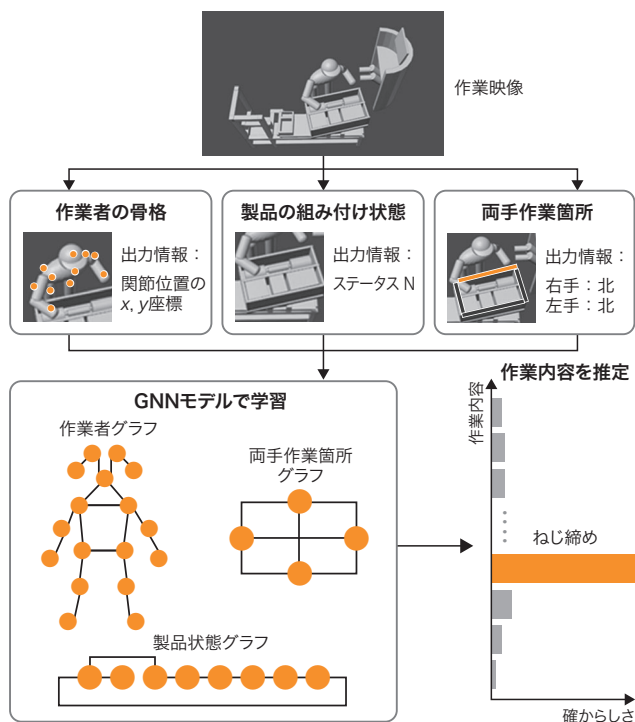 作業映像
作業者の骨格
出力情報：
関節位置の
x, y座標
製品の組み付け状態
出力情報：
ステータス N
両手作業箇所
出力情報：
右手：北
左手：北
GNNモデルで学習
作業者グラフ
両手作業箇所
グラフ
製品状態グラフ
作業内容を推定
作業内容
ねじ締め
確からしさ